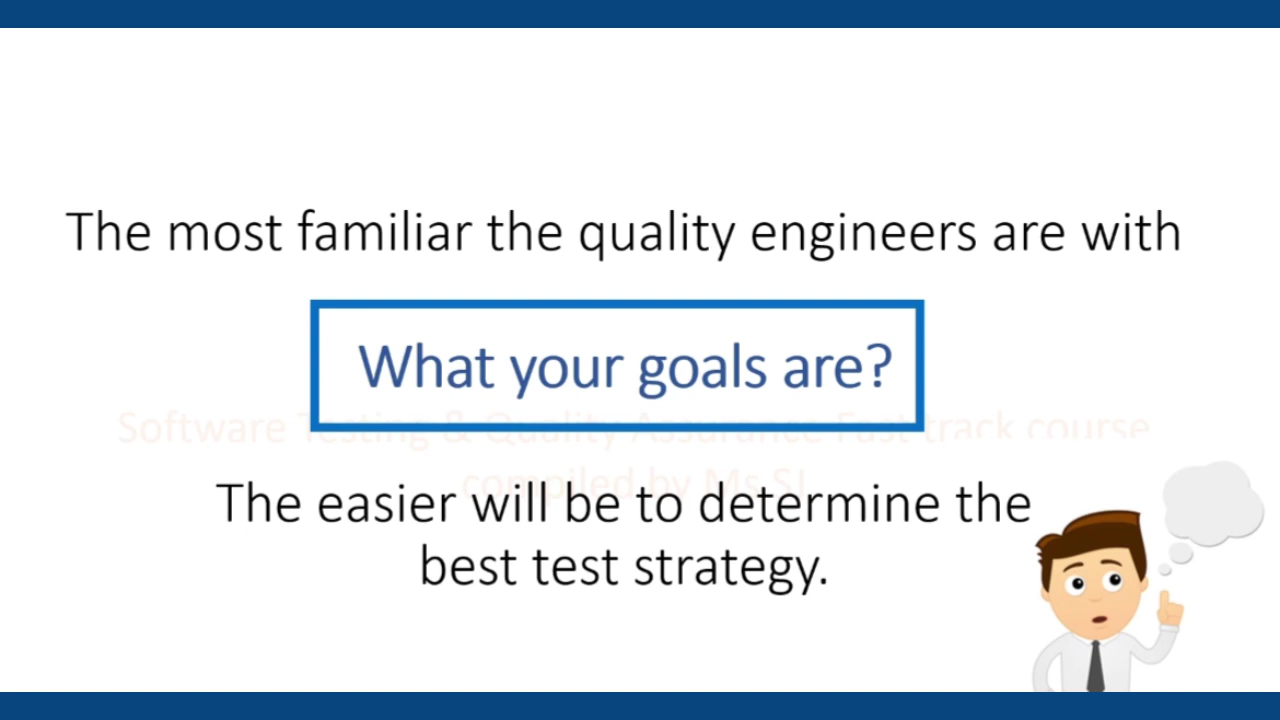 The most familiar the quality engineers are with
What your goals are?
Software Testing & Quality Assurance Fast track course
compiled by Ms.SJ
The easier will be to determine the
best test strategy.